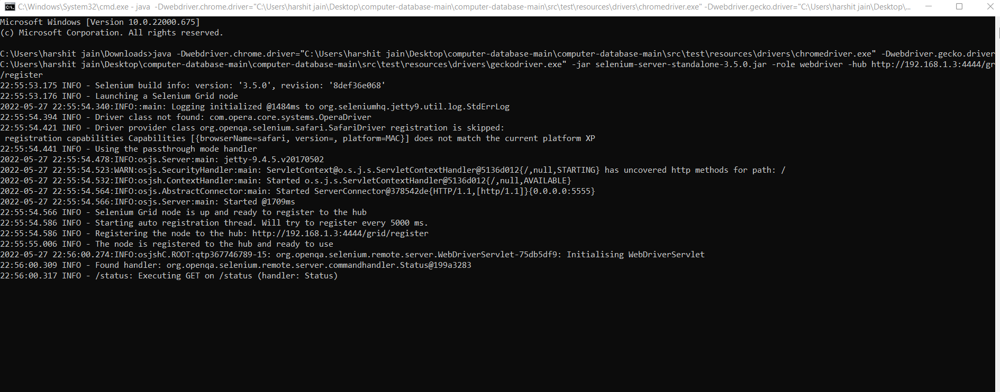 C:\Windows\System32\cmd.exe - java  -Dwebdriver.chrome.driver="C:\Users\harshit jain\Desktop\computer-database-main\computer-database-main\src\test\resources\drivers\chromedriver.exe" -Dwebdriver.gecko.driver="C:\Users\harshit jain\Desktop\...
Microsoft Windows [Version 10.0.22000.675]
(c) Microsoft Corporation. All rights reserved.
C:\Users\harshit jain\Downloads>java -Dwebdriver.chrome.driver="C:\Users\harshit jain\Desktop\computer-database-main\computer-database-main\src\test\resources\drivers\chromedriver.exe" -Dwebdriver.gecko.driver
C:\Users\harshit jain\Desktop\computer-database-main\computer-database-main\src\test\resources\drivers\geckodriver.exe" -jar selenium-server-standalone-3.5.0.jar -role webdriver -hub http://192.168.1.3:4444/gr
/register
22:55:53.175 INFO - Selenium build info: version: '3.5.0', revision: '8def36e068'
22:55:53.176 INFO - Launching a Selenium Grid node
2022-05-27 22:55:54.340:INFO::main: Logging initialized @1484ms to org.seleniumhq.jetty9.util.log.StdErrLog
22:55:54.394 INFO - Driver class not found: com.opera.core.systems.OperaDriver
22:55:54.421 INFO - Driver provider class org.openqa.selenium.safari.SafariDriver registration is skipped:
 registration capabilities Capabilities [{browserName=safari, version=, platform=MAC}] does not match the current platform XP
22:55:54.441 INFO - Using the passthrough mode handler
2022-05-27 22:55:54.478:INFO:osjs.Server:main: jetty-9.4.5.v20170502
2022-05-27 22:55:54.523:WARN:osjs.SecurityHandler:main: ServletContext@o.s.j.s.ServletContextHandler@5136d012{/,null,STARTING} has uncovered http methods for path: /
2022-05-27 22:55:54.532:INFO:osjsh.ContextHandler:main: Started o.s.j.s.ServletContextHandler@5136d012{/,null,AVAILABLE}
2022-05-27 22:55:54.564:INFO:osjs.AbstractConnector:main: Started ServerConnector@378542de{HTTP/1.1,[http/1.1]}{0.0.0.0:5555}
2022-05-27 22:55:54.566:INFO:osjs.Server:main: Started @1709ms
22:55:54.566 INFO - Selenium Grid node is up and ready to register to the hub
22:55:54.586 INFO - Starting auto registration thread. Will try to register every 5000 ms.
22:55:54.586 INFO - Registering the node to the hub: http://192.168.1.3:4444/grid/register
22:55:55.006 INFO - The node is registered to the hub and ready to use
2022-05-27 22:56:00.274:INFO:osjshC.ROOT:qtp367746789-15: org.openqa.selenium.remote.server.WebDriverServlet-75db5df9: Initialising WebDriverServlet
22:56:00.309 INFO - Found handler: org.openqa.selenium.remote.server.commandhandler.Status@199a3283
22:56:00.317 INFO - /status: Executing GET on /status (handler: Status)